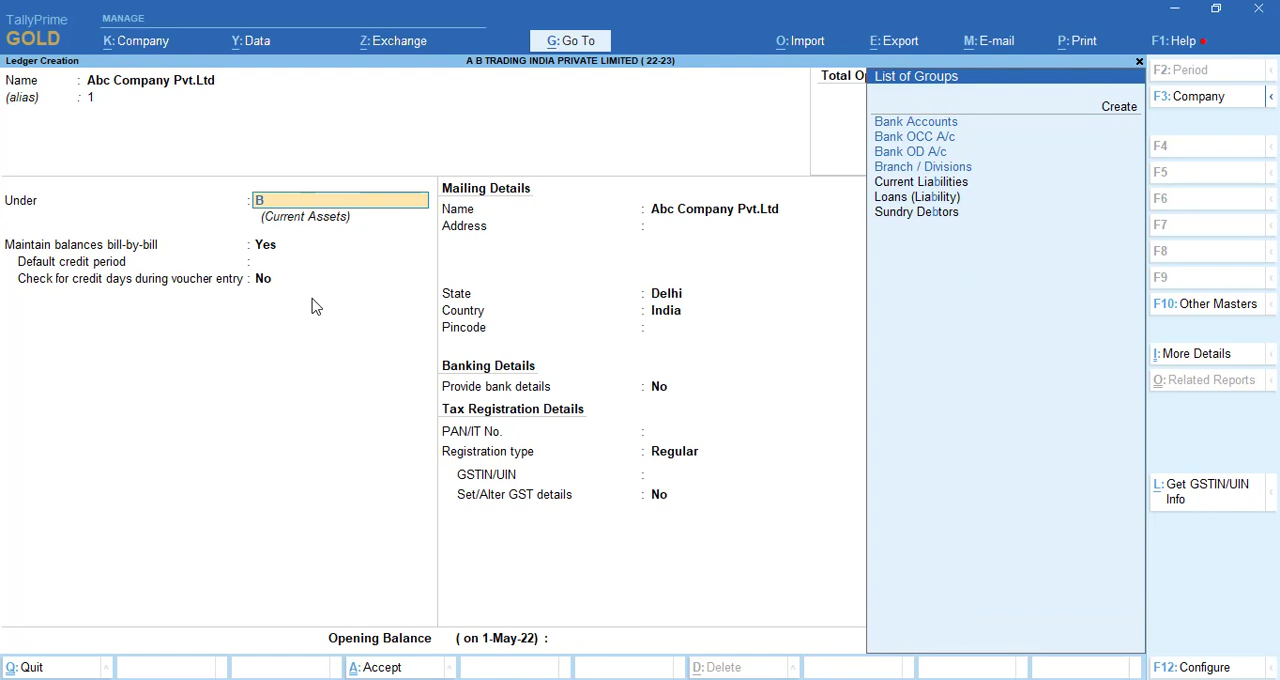 TallyPrime
GOLD
MANAGE
K: Company
Y: Data
Z: Exchange
G: Go To
O: Import
E: Export
M: E-mail
P: Print
F1: Help
Ledger Creation
A B TRADING INDIA PRIVATE LIMITED ( 22-23)
Name : Abc Company Pvt.Ltd
(alias) : 1
Total Op
List of Groups
Create
Bank Accounts
Bank OCC A/c
Bank OD A/c
Branch / Divisions
Current Liabilities
Loans (Liability)
Sundry Debtors
Under : B
(Current Assets)
Maintain balances bill-by-bill : Yes
Default credit period :
Check for credit days during voucher entry : No
Mailing Details
Name : Abc Company Pvt.Ltd
Address :
State : Delhi
Country : India
Pincode :
Banking Details
Provide bank details : No
Tax Registration Details
PAN/IT No. :
Registration type : Regular
GSTIN/UIN :
Set/Alter GST details : No
Opening Balance ( on 1-May-22) :
F2: Period
F3: Company
F4
F5
F6
F7
F8
F9
F10: Other Masters
I: More Details
O: Related Reports
L: Get GSTIN/UIN
Info
Q: Quit
A: Accept
D: Delete
F12: Configure